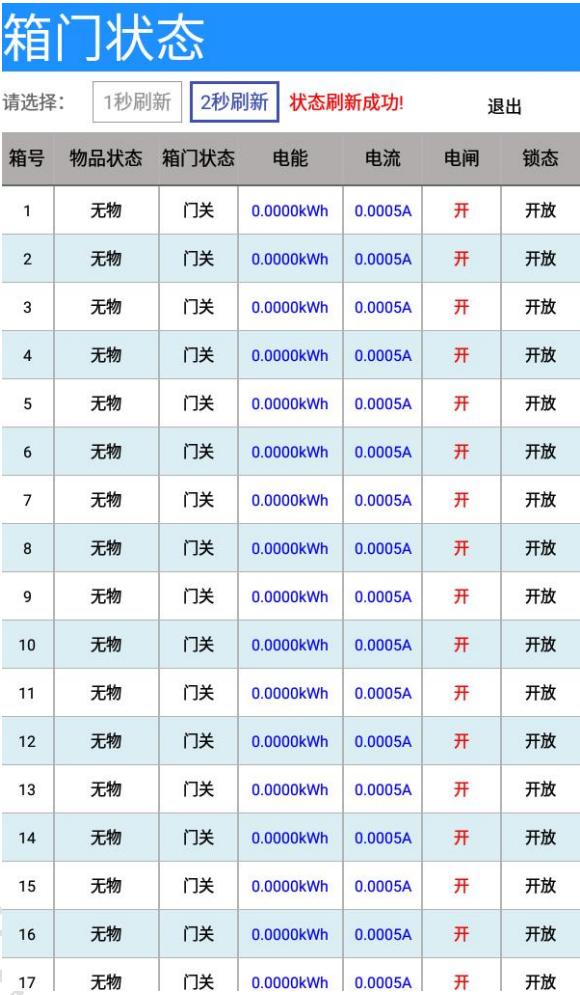 箱门状态
请选择： 1秒刷新 2秒刷新 状态刷新成功! 退出
箱号 物品状态 箱门状态 电能 电流 电闸 锁态
1 无物 门关 0.0000kWh 0.0005A 开 开放
2 无物 门关 0.0000kWh 0.0005A 开 开放
3 无物 门关 0.0000kWh 0.0005A 开 开放
4 无物 门关 0.0000kWh 0.0005A 开 开放
5 无物 门关 0.0000kWh 0.0005A 开 开放
6 无物 门关 0.0000kWh 0.0005A 开 开放
7 无物 门关 0.0000kWh 0.0005A 开 开放
8 无物 门关 0.0000kWh 0.0005A 开 开放
9 无物 门关 0.0000kWh 0.0005A 开 开放
10 无物 门关 0.0000kWh 0.0005A 开 开放
11 无物 门关 0.0000kWh 0.0005A 开 开放
12 无物 门关 0.0000kWh 0.0005A 开 开放
13 无物 门关 0.0000kWh 0.0005A 开 开放
14 无物 门关 0.0000kWh 0.0005A 开 开放
15 无物 门关 0.0000kWh 0.0005A 开 开放
16 无物 门关 0.0000kWh 0.0005A 开 开放
17 无物 门关 0.0000kWh 0.0005A 开 开放